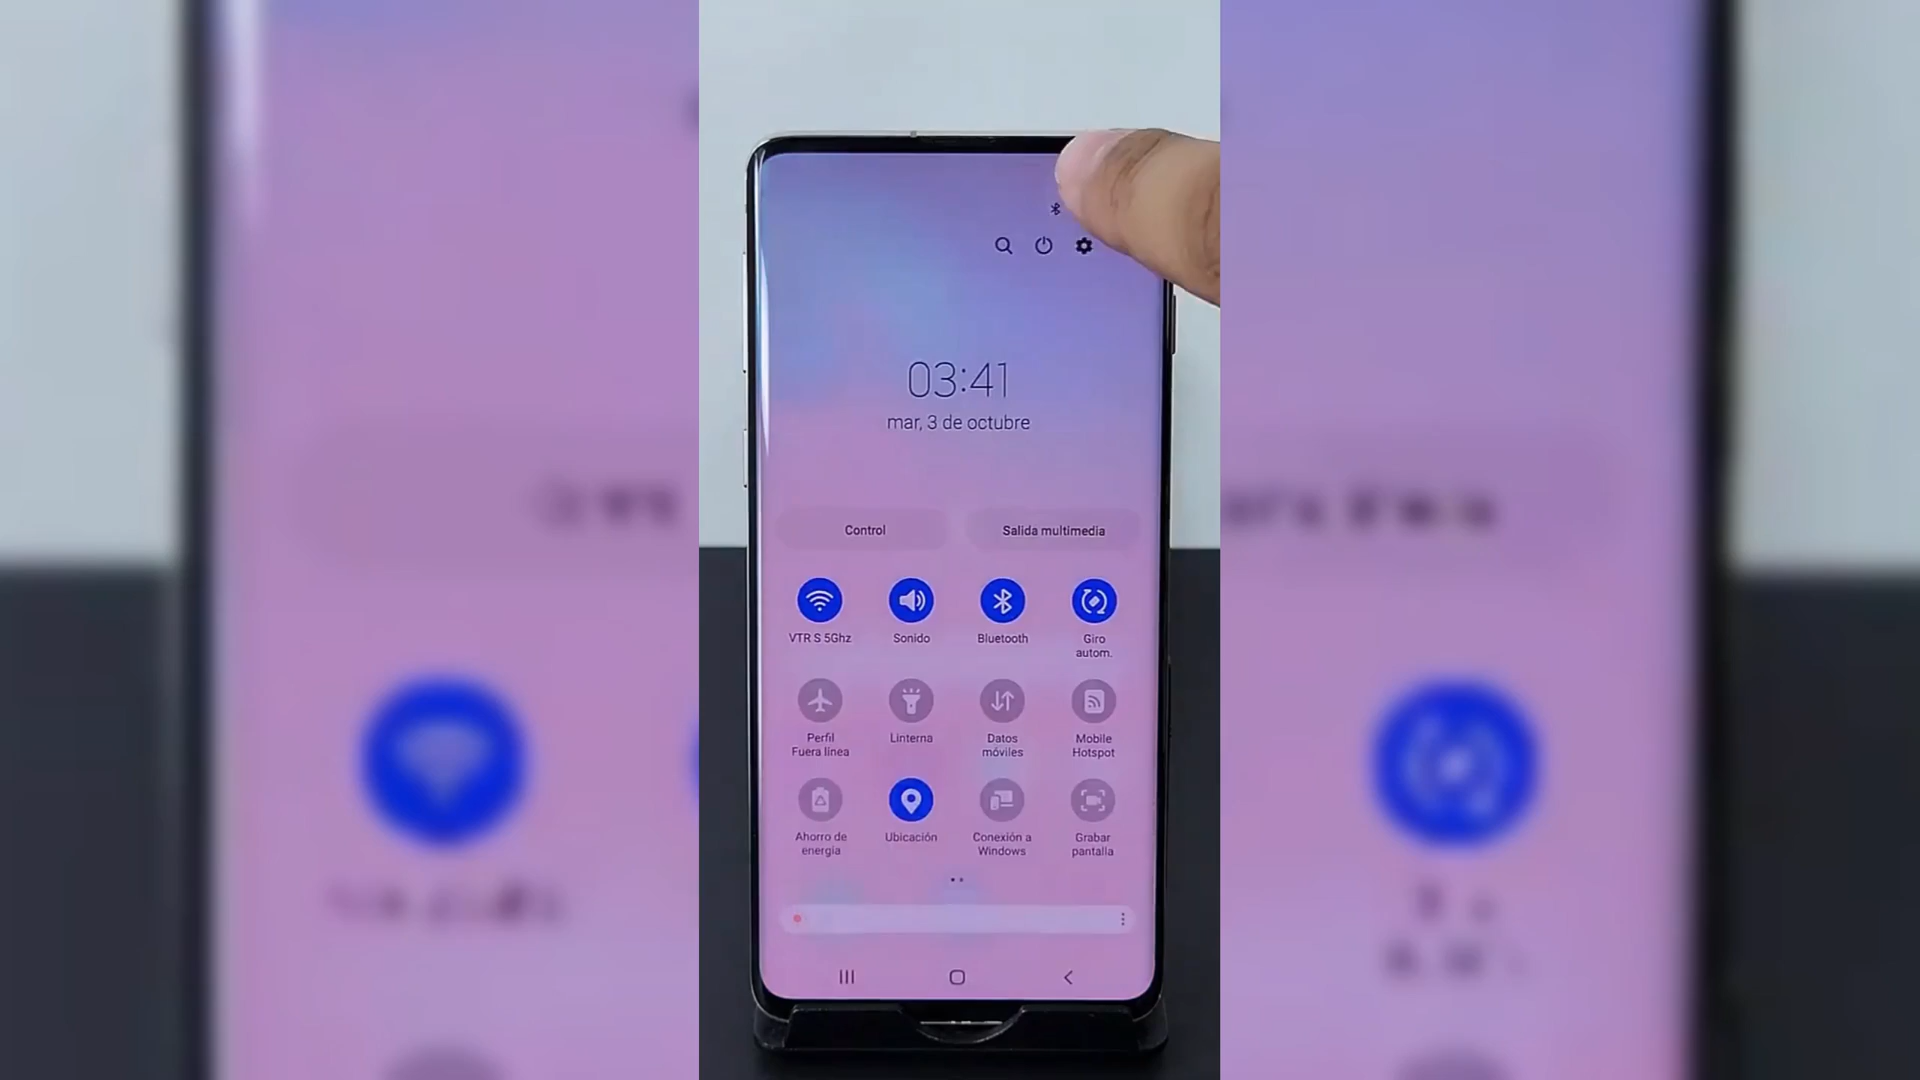 03:41
mar, 3 de octubre
Control
Salida multimedia
VTR S 5Ghz
Sonido
Bluetooth
Giro
autom.
Perfil
Fuera línea
Linterna
Datos
móviles
Mobile
Hotspot
Ahorro de
energía
Ubicación
Conexión a
Windows
Grabar
pantalla